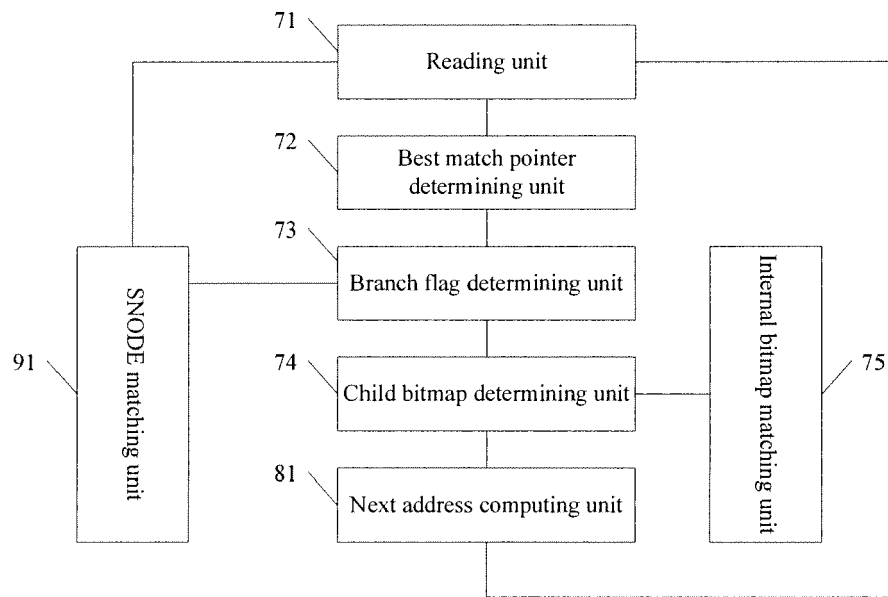 71
Reading unit
72
Best match pointer
determining unit
73
Branch flag determining unit
SNODE matching unit
91
74
Child bitmap determining unit
Internal bitmap matching unit
75
81
Next address computing unit